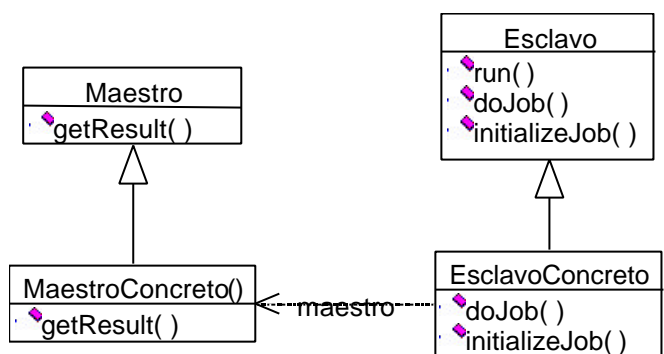 Maestro
getResult( )
Esclavo
run( )
doJob( )
initializeJob( )
MaestroConcreto()
getResult( )
maestro
EsclavoConcreto
doJob( )
initializeJob( )